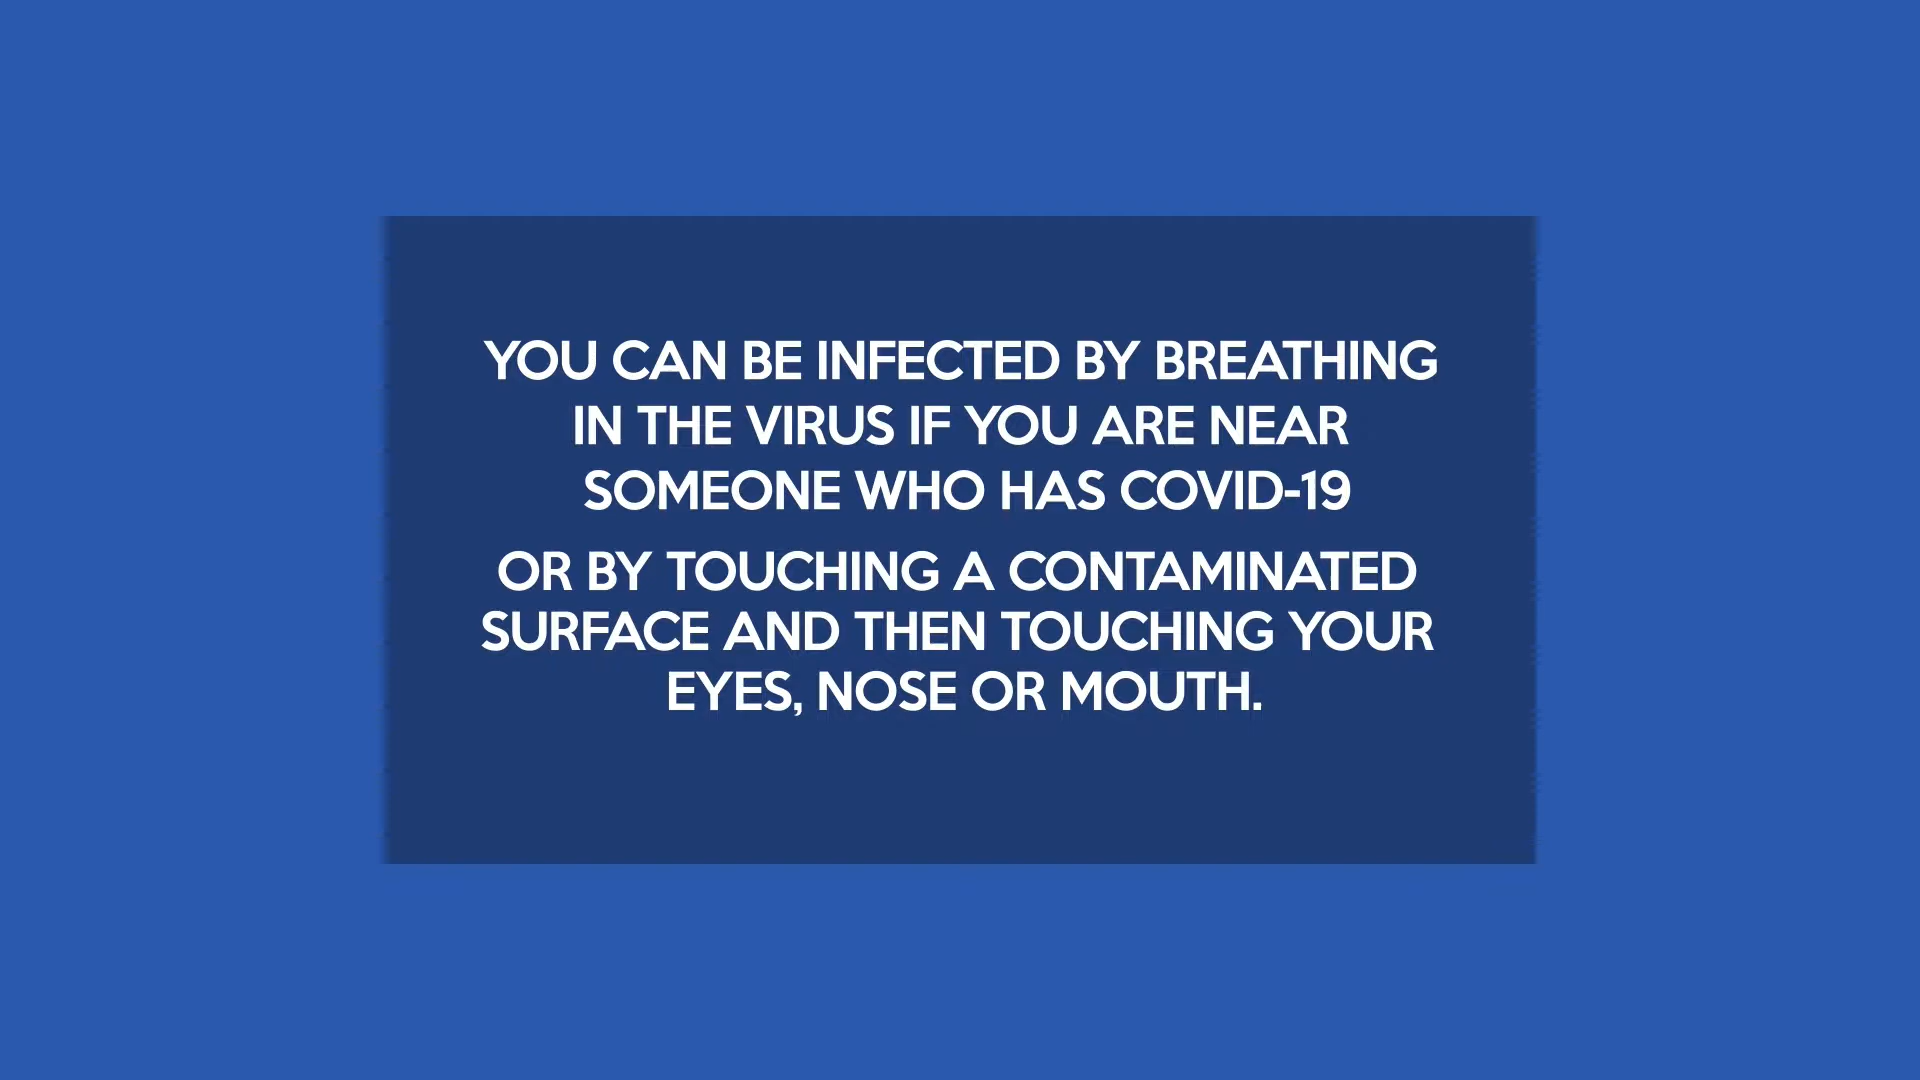 YOU CAN BE INFECTED BY BREATHING
IN THE VIRUS IF YOU ARE NEAR
SOMEONE WHO HAS COVID-19
OR BY TOUCHING A CONTAMINATED
SURFACE AND THEN TOUCHING YOUR
EYES, NOSE OR MOUTH.